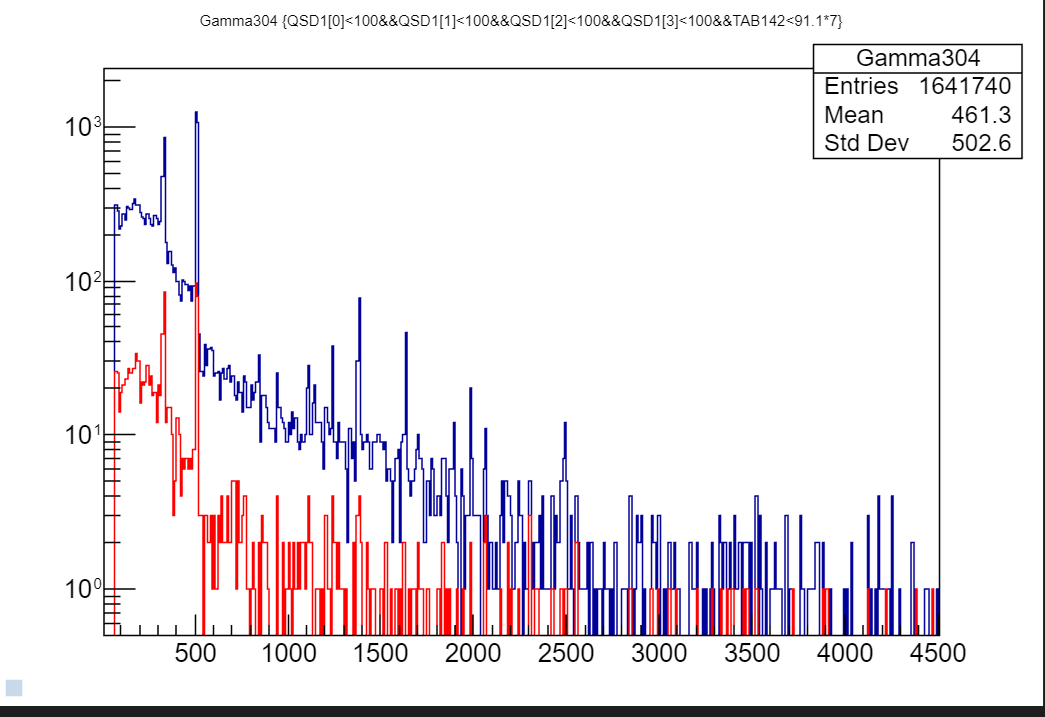 Gamma304 {QSD1[0]<100&&QSD1[1]<100&&QSD1[2]<100&&QSD1[3]<100&&TAB142<91.1*7}
Gamma304
Entries 1641740
Mean 461.3
Std Dev 502.6
10³
10²
10¹
10⁰
500 1000 1500 2000 2500 3000 3500 4000 4500